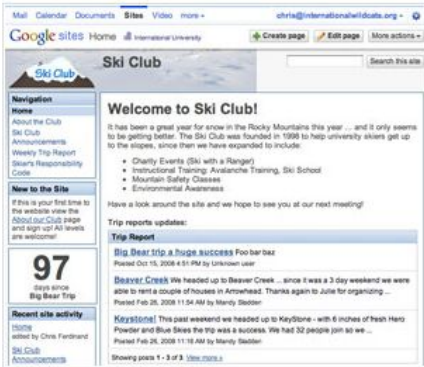 Mail Calendar Documents Sites Video more
chris@internationalwildcats.org
Google sites Home International University
Create page Edit page More actions
Ski Club
Ski Club
Search this site
Navigation
Home
About the Club
Ski Club
Announcements
Weekly Trip Report
Skier's Responsibility
Code
New to the Site
If this is your first time to
the website view the
About our Club page
and sign up! All levels
are welcome!
97
days since
Big Bear Trip
Recent site activity
Home
edited by Chris Ferdinand
Ski Club
Announcements
Welcome to Ski Club!
It has been a great year for snow in the Rocky Mountains this year ... and it only seems
to be getting better. The Ski Club was founded in 1998 to help university skiers get up
to the slopes, since then we have expanded to include:
Charity Events (Ski with a Ranger)
Instructional Training: Avalanche Training, Ski School
Mountain Safety Classes
Environmental Awareness
Have a look around the site and we hope to see you at our next meeting!
Trip reports updates:
Trip Report
Big Bear trip a huge success Foo bar baz
Posted Oct 15, 2008 4:51 PM by Unknown user
Beaver Creek We headed up to Beaver Creek ... since it was a 3 day weekend we were
able to rent a couple of houses in Arrowhead. Thanks again to Julie for organizing ...
Posted Feb 26, 2008 11:54 AM by Mandy Sladden
Keystone! This past weekend we headed up to KeyStone - with 6 inches of fresh Hero
Powder and Blue Skies the trip was a success. We had 32 people join so we ...
Posted Feb 26, 2008 11:16 AM by Mandy Sladden
Showing posts 1 - 3 of 3. View more »